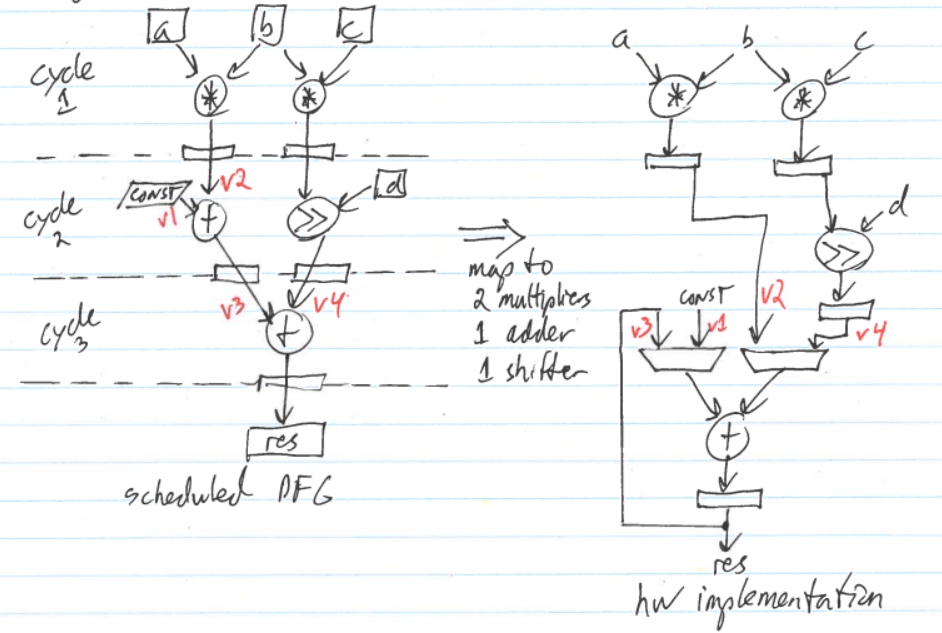 a b c
cycle
1
* *
v2
CONST
v1
d
cycle
2
+ >>
v3 v4
cycle
3
+
res
scheduled DFG
map to
2 multipliers
1 adder
1 shifter
a b c
* *
d
>>
v3 CONST v1 v2 v4
+
res
hw implementation